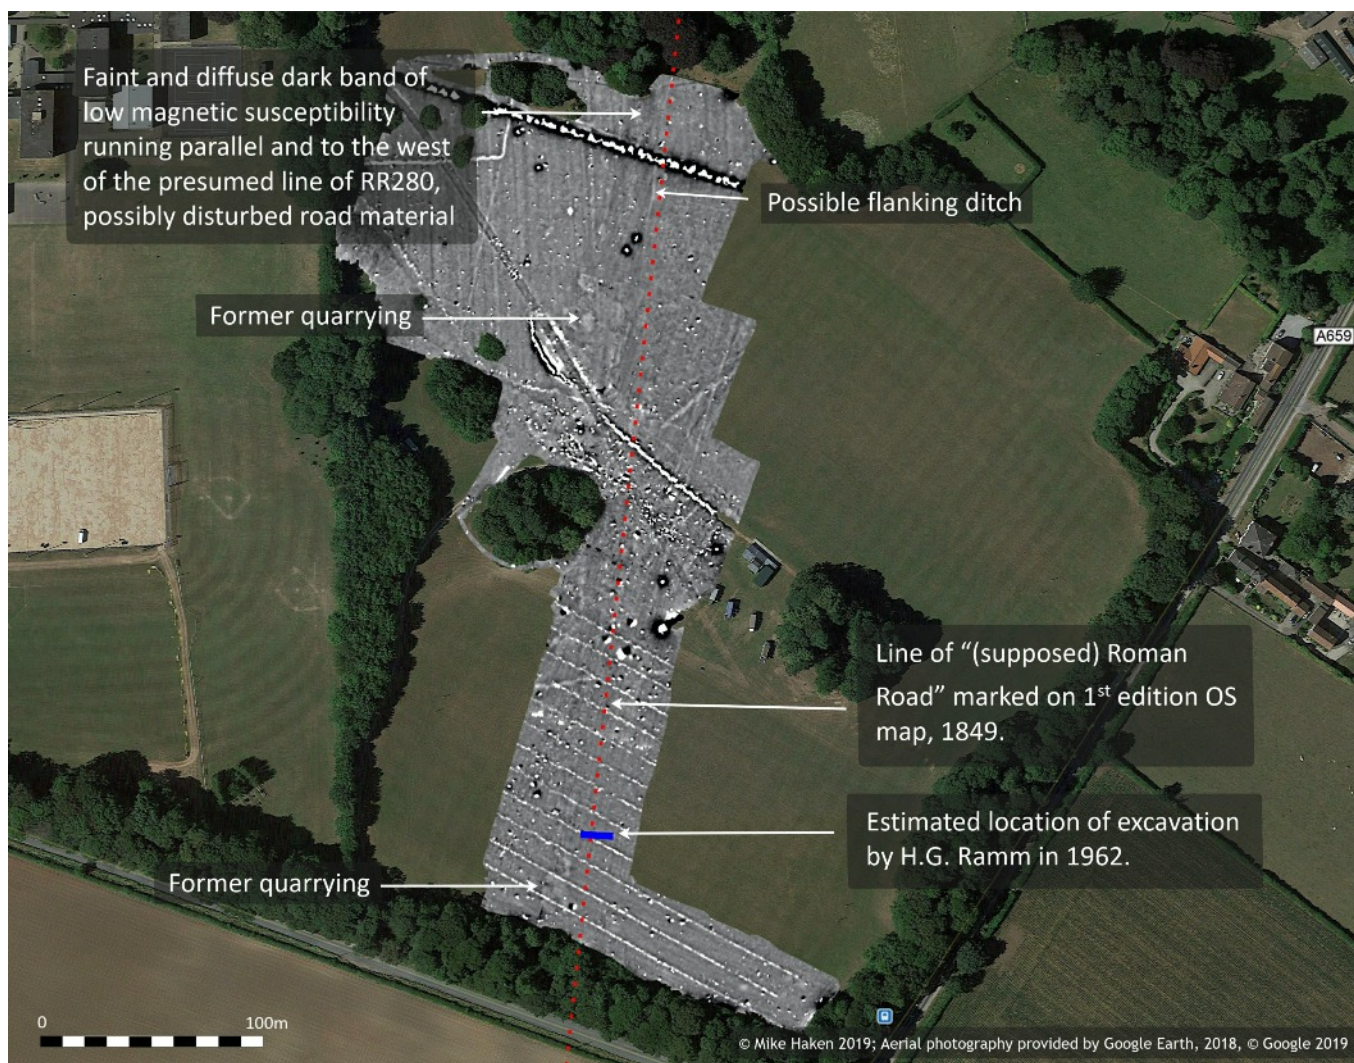 Faint and diffuse dark band of
low magnetic susceptibility
running parallel and to the west
of the presumed line of RR280,
possibly disturbed road material
Possible flanking ditch
Former quarrying
A659
Line of “(supposed) Roman
Road” marked on 1st edition OS
map, 1849.
Estimated location of excavation
by H.G. Ramm in 1962.
Former quarrying
0 100m
© Mike Haken 2019; Aerial photography provided by Google Earth, 2018, © Google 2019